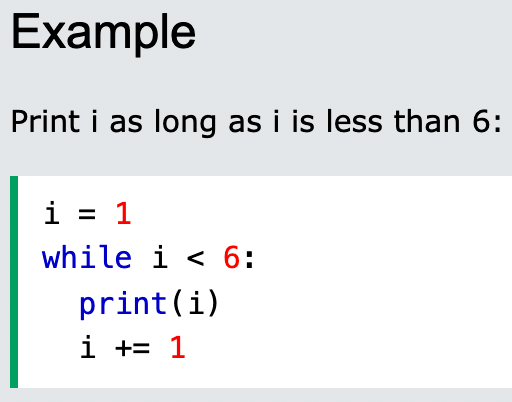 Example
Print i as long as i is less than 6:
i = 1
while i < 6:
  print(i)
  i += 1